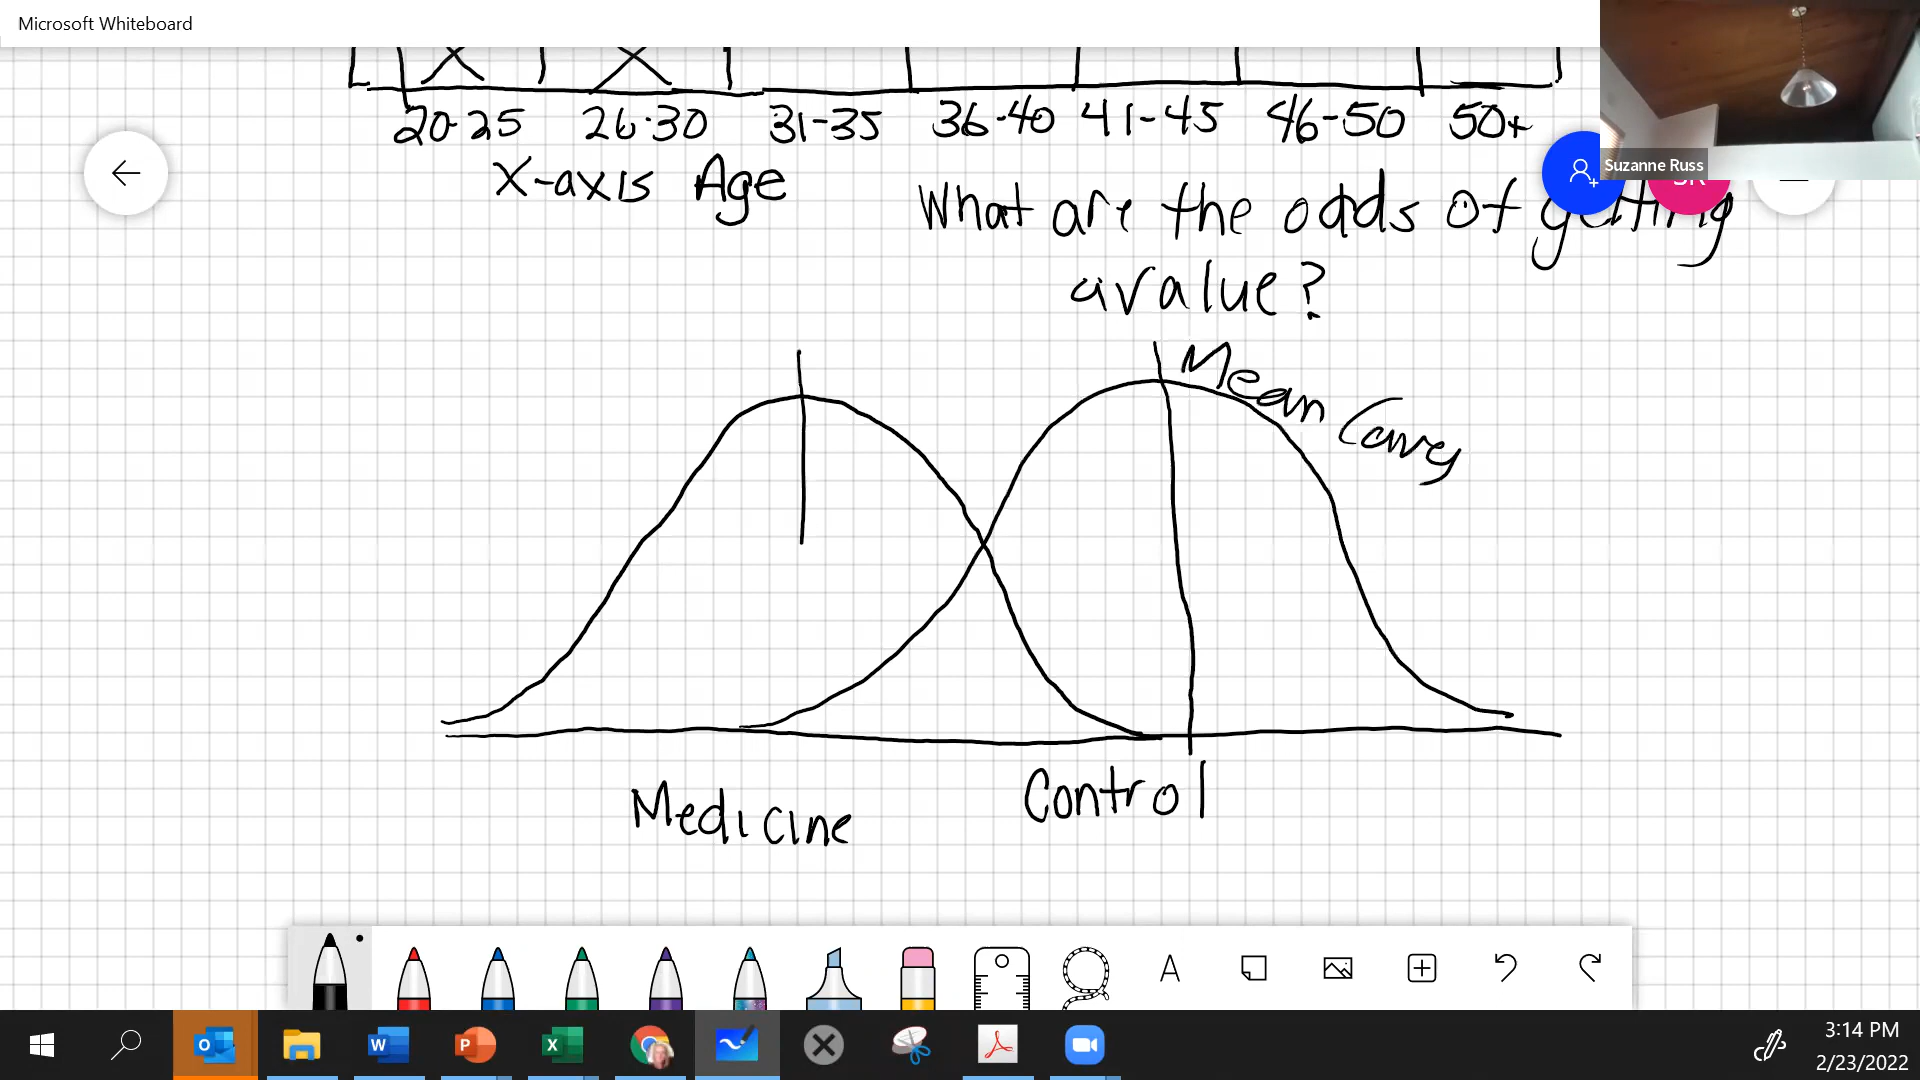 Microsoft Whiteboard
20-25 26-30 31-35 36-40 41-45 46-50 50+
Suzanne Russ
X-axis Age
What are the odds of getting
a value?
Mean
Medicine
Control
3:14 PM
2/23/2022